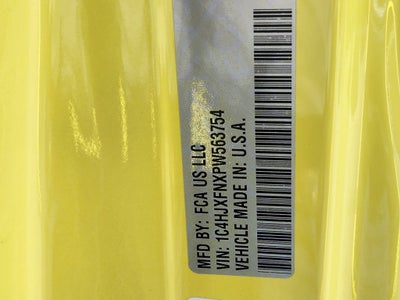 MFD BY: FCA US LLC
VIN: 1C4HJXFNXPW563754
VEHICLE MADE IN: U.S.A.